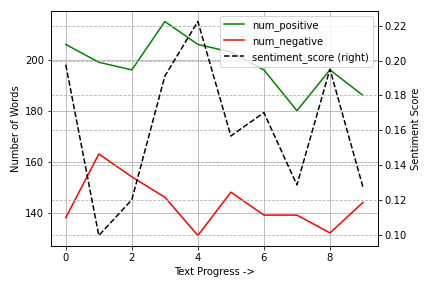 num_positive
num_negative
sentiment_score (right)
200
180
160
140
0.22
0.20
0.18
0.16
0.14
0.12
0.10
0 2 4 6 8
Number of Words
Sentiment Score
Text Progress ->